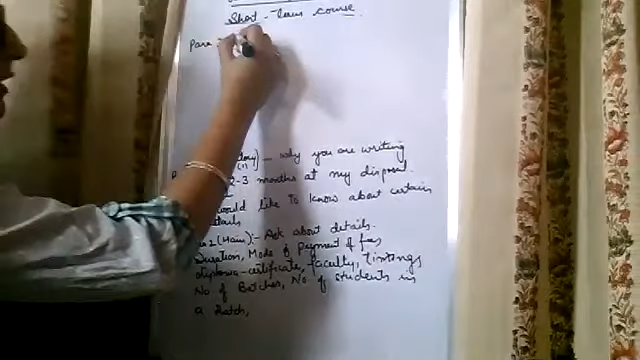 Short-Term course
Para
tory) – why you are writing
(1)
2-3 months at my disposal.
would like to know about certain
details
2 (Main):- Ask about details.
Duration, Mode of payment of fees
diploma-certificate, faculty, Timings
No of Batches, No of students in
a Batch,